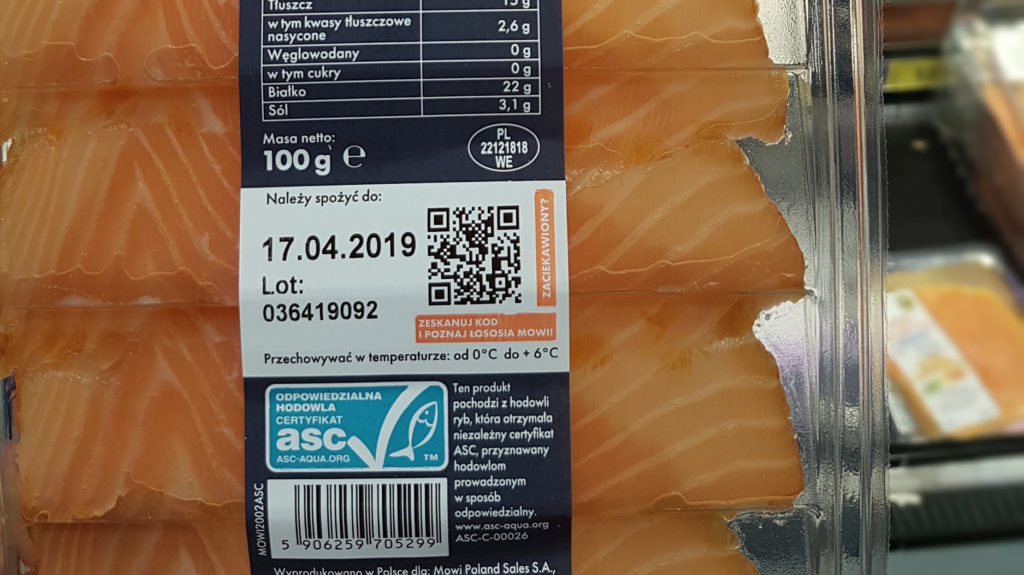 Tłuszcz 15 g
w tym kwasy tłuszczowe
nasycone 2,6 g
Węglowodany 0 g
w tym cukry 0 g
Białko 22 g
Sól 3,1 g
Masa netto:
100 g e
PL
22121818
WE
Należy spożyć do:
17.04.2019
Lot:
036419092
ZACIEKAWIONY?
ZESKANUJ KOD
I POZNAJ ŁOSOSIA MOWI!
Przechowywać w temperaturze: od 0°C do + 6°C
ODPOWIEDZIALNA
HODOWLA
CERTYFIKAT
asc
ASC-AQUA.ORG
TM
Ten produkt
pochodzi z hodowli
ryb, która otrzymała
niezależny certyfikat
ASC, przyznawany
hodowlom
prowadzonym
w sposób
odpowiedzialny.
www.asc-aqua.org
ASC-C-00026
MOWI2002ASC
5 906259 705299
Wyprodukowano w Polsce dla: Mowi Poland Sales S.A.,